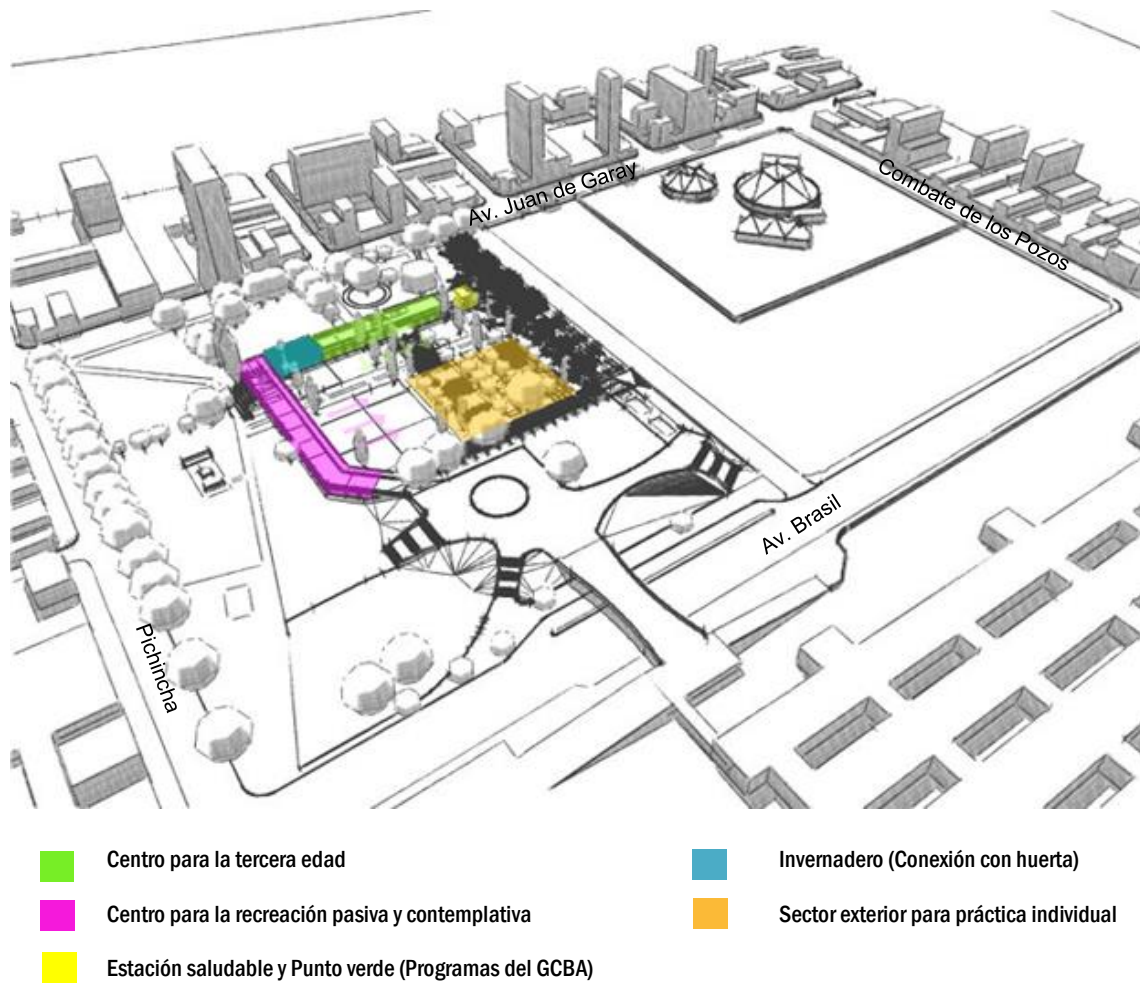 Av. Juan de Garay
Combate de los Pozos
Av. Brasil
Pichincha
Centro para la tercera edad
Centro para la recreación pasiva y contemplativa
Estación saludable y Punto verde (Programas del GCBA)
Invernadero (Conexión con huerta)
Sector exterior para práctica individual